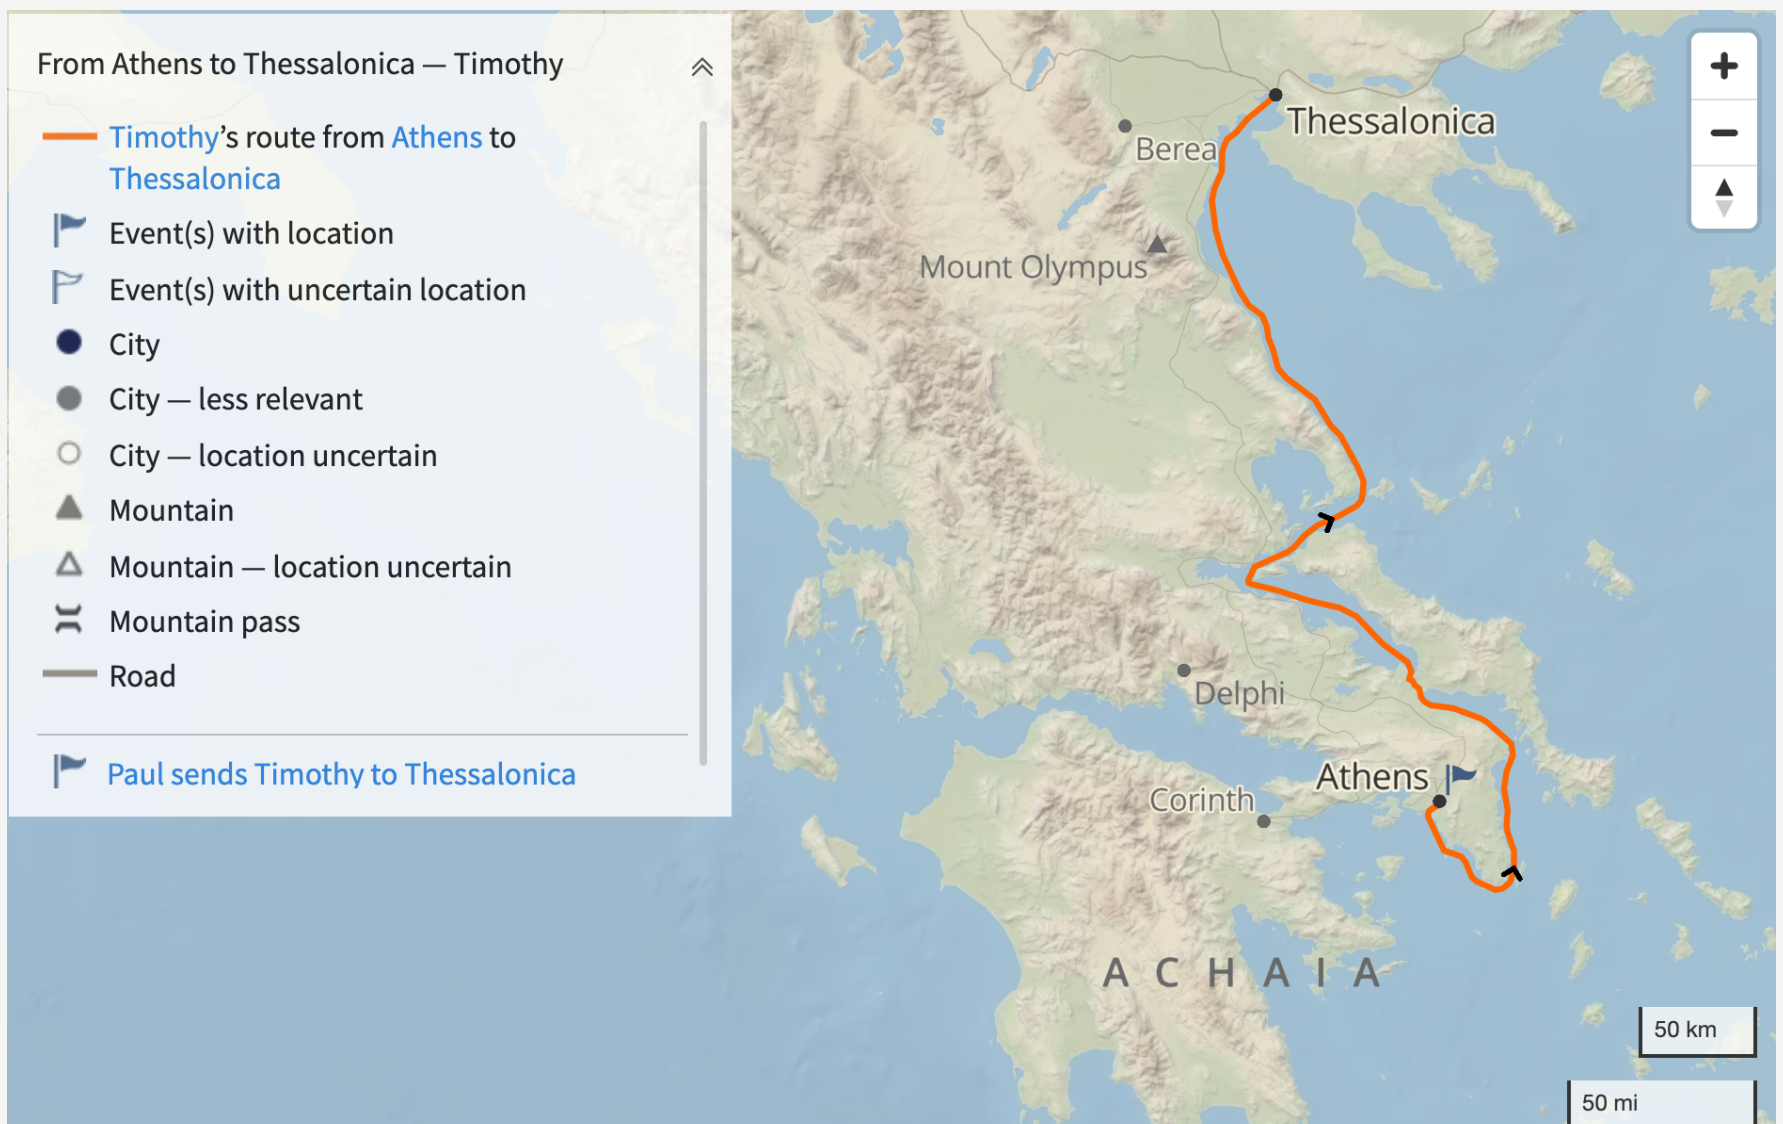 From Athens to Thessalonica — Timothy
Timothy’s route from Athens to
Thessalonica
Event(s) with location
Event(s) with uncertain location
City
City — less relevant
City — location uncertain
Mountain
Mountain — location uncertain
Mountain pass
Road
Paul sends Timothy to Thessalonica
Thessalonica
Berea
Mount Olympus
Delphi
Athens
Corinth
ACHAIA
50 km
50 mi